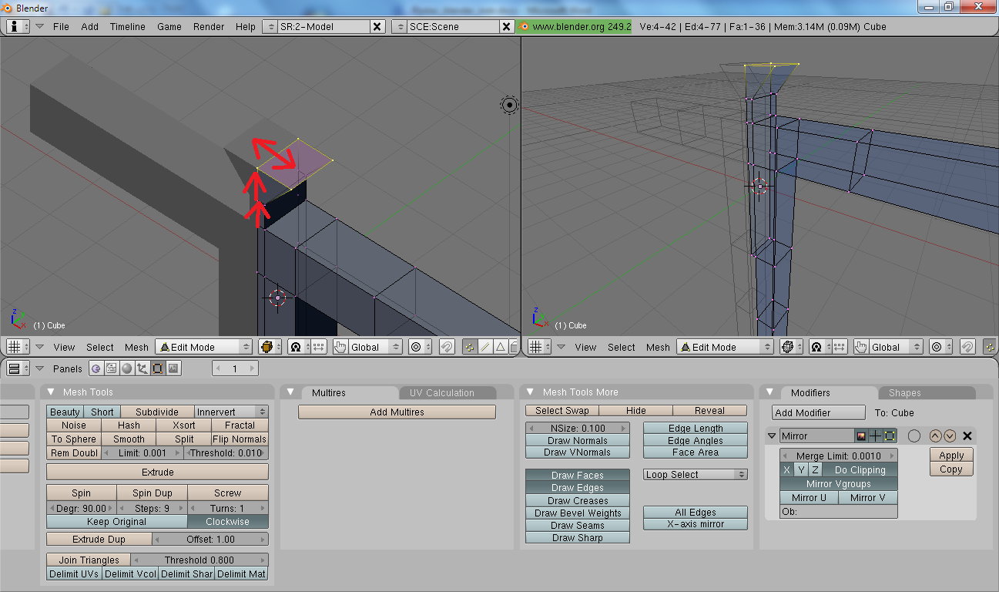 Blender
File Add Timeline Game Render Help SR:2-Model SCE:Scene www.blender.org 249.2 Ve:4-42 | Ed:4-77 | Fa:1-36 | Mem:3.14M (0.09M) Cube
z x (1) Cube
z x (1) Cube
View Select Mesh Edit Mode Global
View Select Mesh Edit Mode Global
Panels 1
Mesh Tools
Beauty Short Subdivide Innervert
Noise Hash Xsort Fractal
To Sphere Smooth Split Flip Normals
Rem Doubl Limit: 0.001 Threshold: 0.010
Extrude
Spin Spin Dup Screw
Degr: 90.00 Steps: 9 Turns: 1
Keep Original Clockwise
Extrude Dup Offset: 1.00
Join Triangles Threshold 0.800
Delimit UVs Delimit Vcol Delimit Shar Delimit Mat
Multires UV Calculation
Add Multires
Mesh Tools More
Select Swap Hide Reveal
NSize: 0.100 Edge Length
Draw Normals Edge Angles
Draw VNormals Face Area
Draw Faces Loop Select
Draw Edges
Draw Creases
Draw Bevel Weights All Edges
Draw Seams X-axis mirror
Draw Sharp
Modifiers Shapes
Add Modifier To: Cube
Mirror
Merge Limit: 0.0010 Apply
X Y Z Do Clipping Copy
Mirror Vgroups
Mirror U Mirror V
Ob: